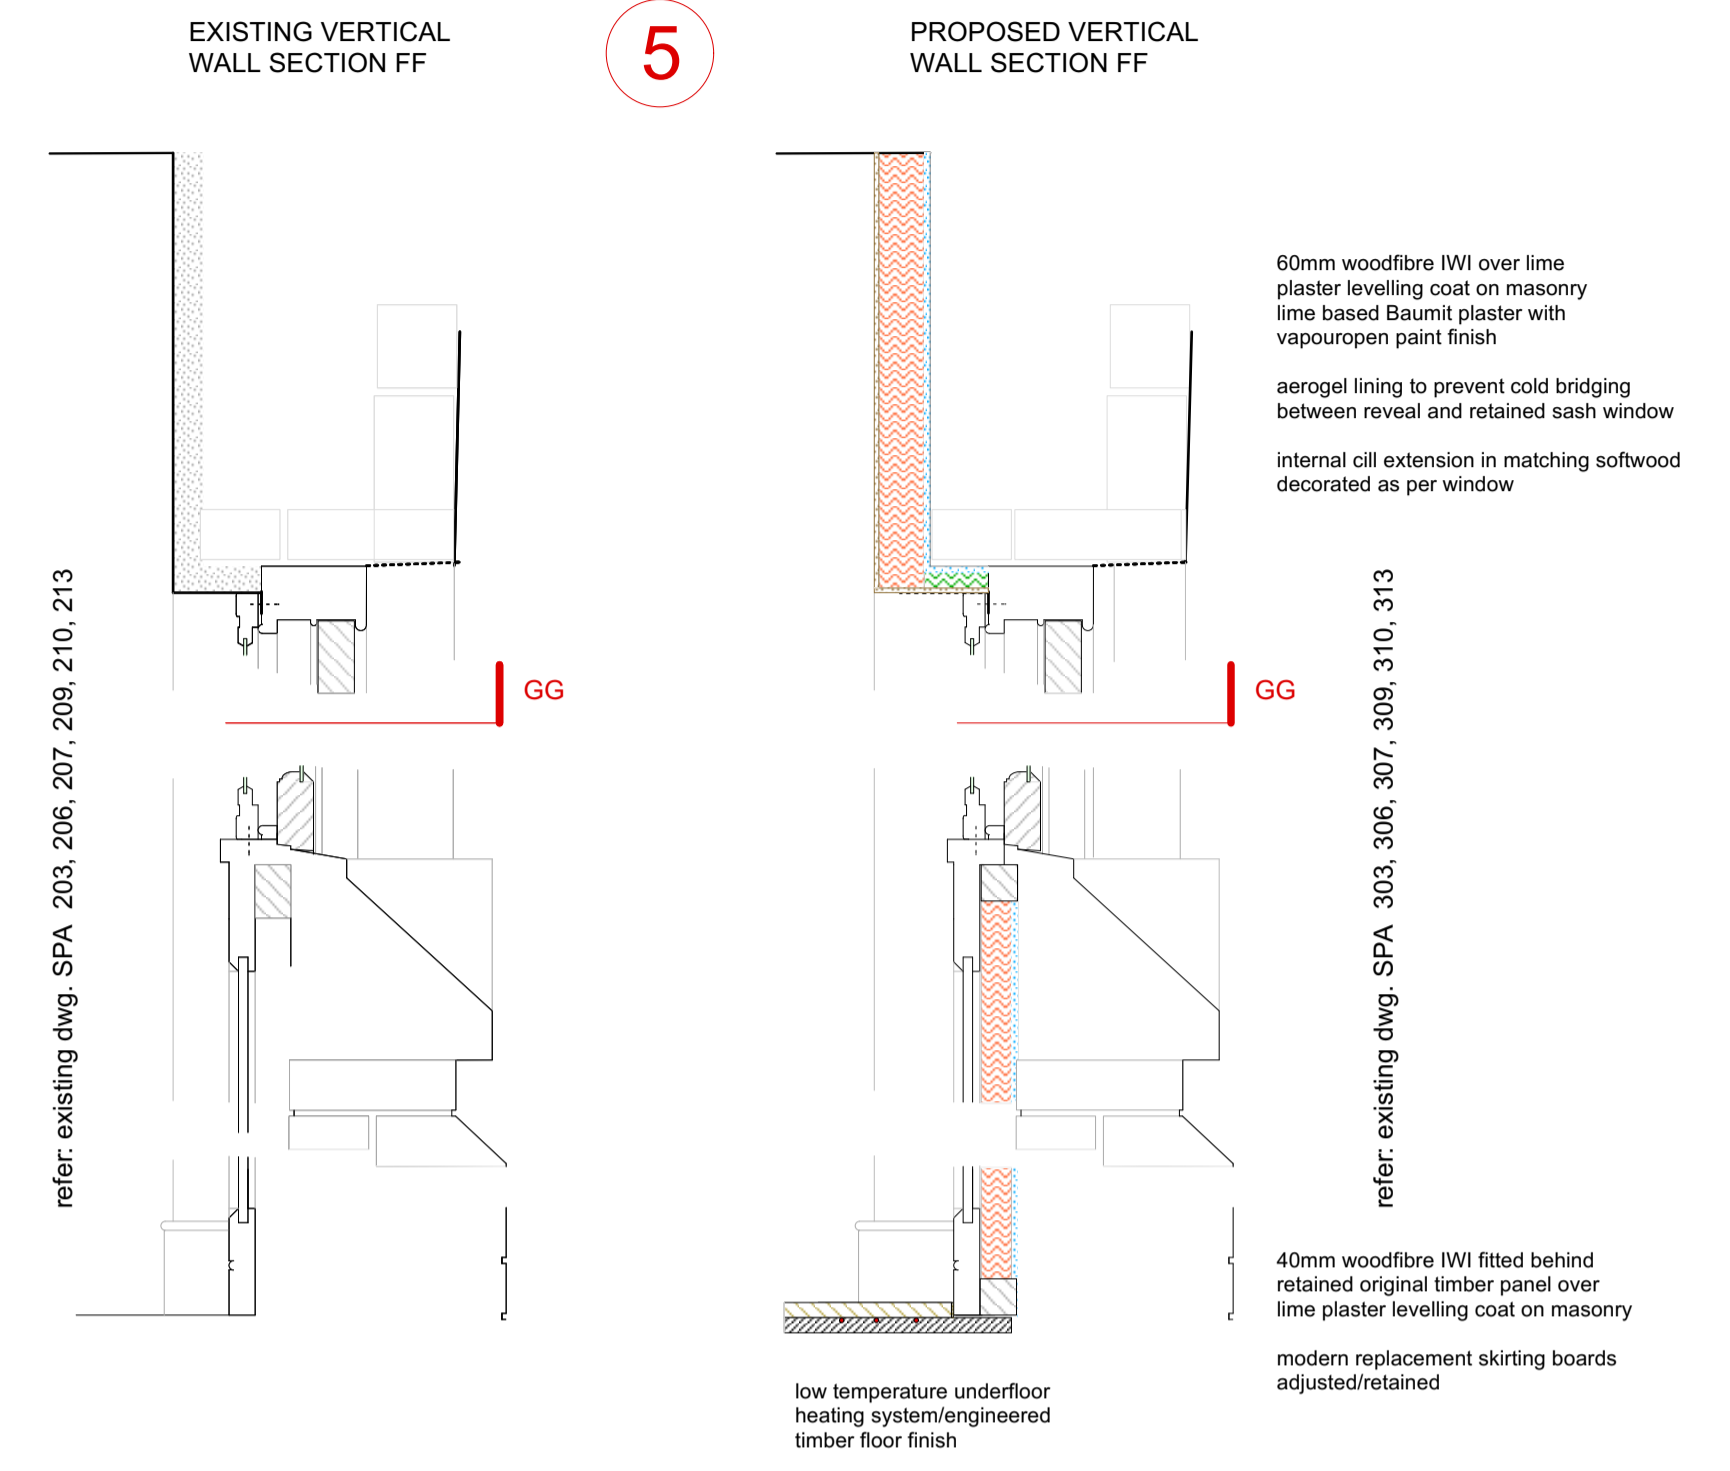 EXISTING VERTICAL
WALL SECTION FF
5
PROPOSED VERTICAL
WALL SECTION FF
60mm woodfibre IWI over lime
plaster levelling coat on masonry
lime based Baumit plaster with
vapouropen paint finish
aerogel lining to prevent cold bridging
between reveal and retained sash window
internal cill extension in matching softwood
decorated as per window
refer: existing dwg. SPA 203, 206, 207, 209, 210, 213
GG
GG
refer: existing dwg. SPA 303, 306, 307, 309, 310, 313
40mm woodfibre IWI fitted behind
retained original timber panel over
lime plaster levelling coat on masonry
modern replacement skirting boards
adjusted/retained
low temperature underfloor
heating system/engineered
timber floor finish